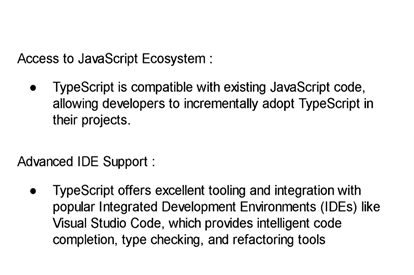 Access to JavaScript Ecosystem :
● TypeScript is compatible with existing JavaScript code,
allowing developers to incrementally adopt TypeScript in
their projects.
Advanced IDE Support :
● TypeScript offers excellent tooling and integration with
popular Integrated Development Environments (IDEs) like
Visual Studio Code, which provides intelligent code
completion, type checking, and refactoring tools